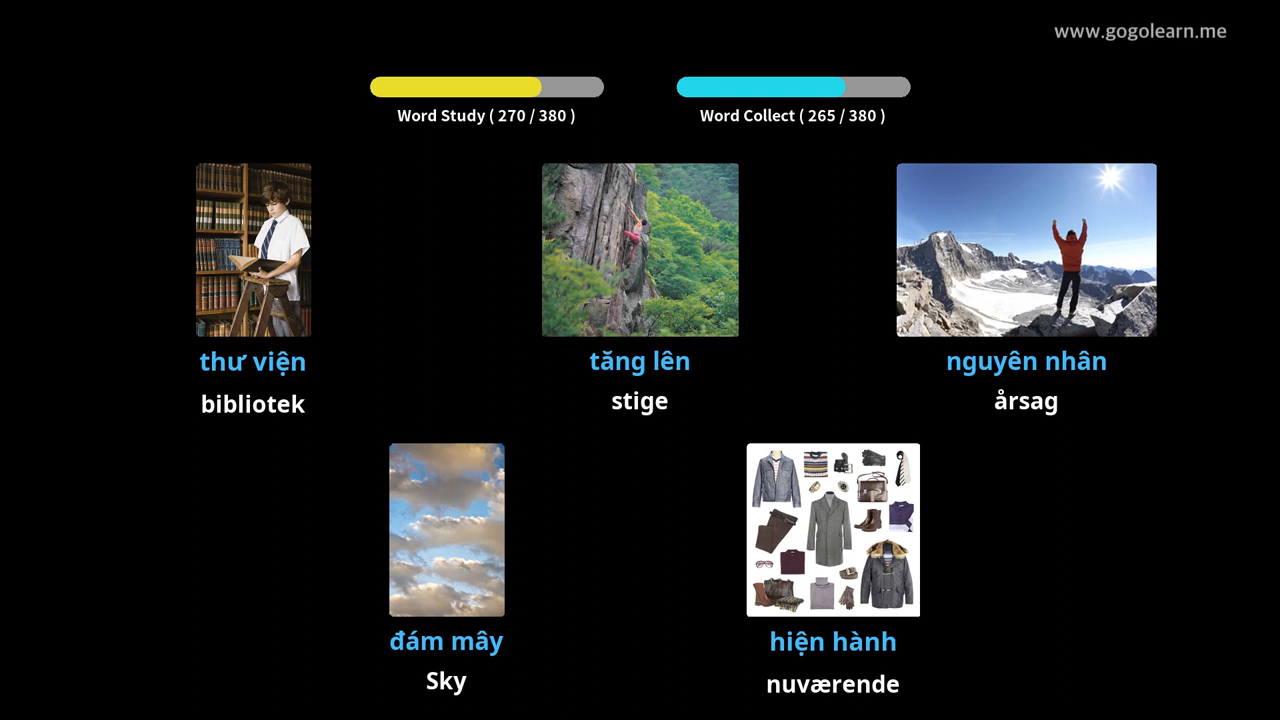 www.gogolearn.me
Word Study ( 270 / 380 )
Word Collect ( 265 / 380 )
thư viện
bibliotek
tăng lên
stige
nguyên nhân
årsag
đám mây
Sky
hiện hành
nuværende